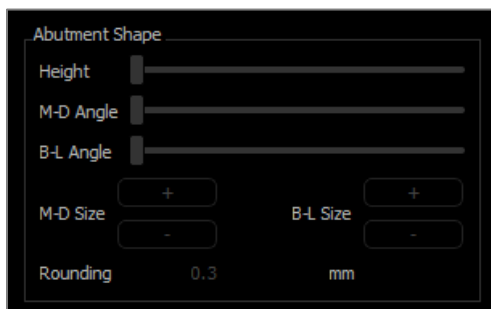 Abutment Shape
Height
M-D Angle
B-L Angle
M-D Size + - B-L Size + -
Rounding 0.3 mm